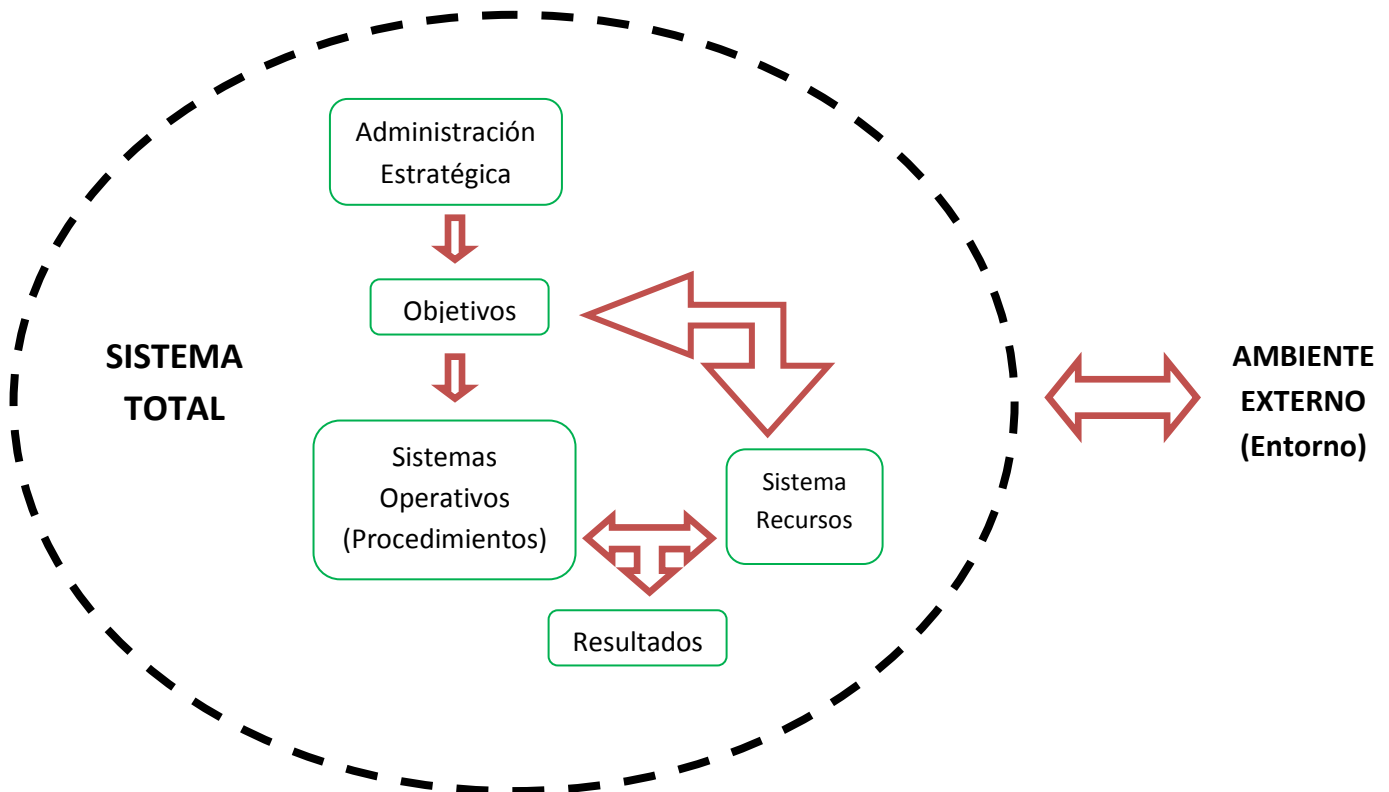 Administración
Estratégica
Objetivos
SISTEMA
TOTAL
Sistemas
Operativos
(Procedimientos)
Sistema
Recursos
Resultados
AMBIENTE
EXTERNO
(Entorno)